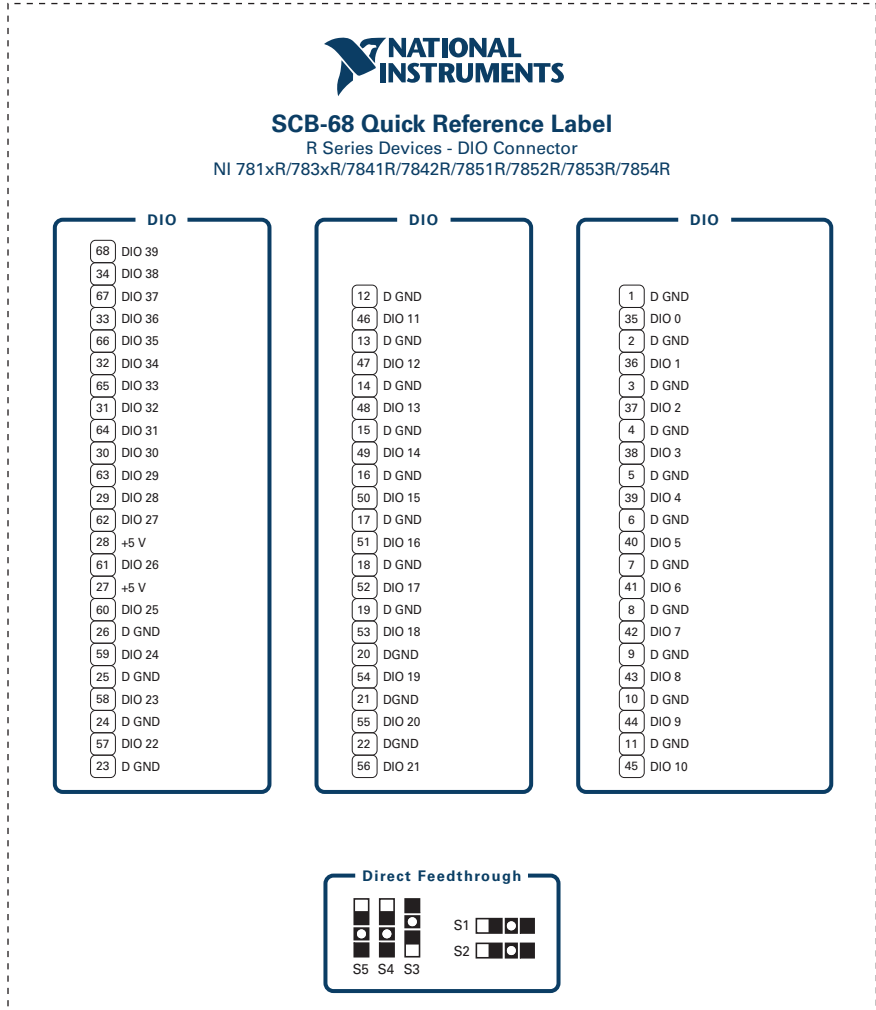 NATIONAL
INSTRUMENTS
SCB-68 Quick Reference Label
R Series Devices - DIO Connector
NI 781xR/783xR/7841R/7842R/7851R/7852R/7853R/7854R
DIO
68 DIO 39
34 DIO 38
67 DIO 37
33 DIO 36
66 DIO 35
32 DIO 34
65 DIO 33
31 DIO 32
64 DIO 31
30 DIO 30
63 DIO 29
29 DIO 28
62 DIO 27
28 +5 V
61 DIO 26
27 +5 V
60 DIO 25
26 D GND
59 DIO 24
25 D GND
58 DIO 23
24 D GND
57 DIO 22
23 D GND
DIO
12 D GND
46 DIO 11
13 D GND
47 DIO 12
14 D GND
48 DIO 13
15 D GND
49 DIO 14
16 D GND
50 DIO 15
17 D GND
51 DIO 16
18 D GND
52 DIO 17
19 D GND
53 DIO 18
20 DGND
54 DIO 19
21 DGND
55 DIO 20
22 DGND
56 DIO 21
DIO
1 D GND
35 DIO 0
2 D GND
36 DIO 1
3 D GND
37 DIO 2
4 D GND
38 DIO 3
5 D GND
39 DIO 4
6 D GND
40 DIO 5
7 D GND
41 DIO 6
8 D GND
42 DIO 7
9 D GND
43 DIO 8
10 D GND
44 DIO 9
11 D GND
45 DIO 10
Direct Feedthrough
S1
S2
S5 S4 S3